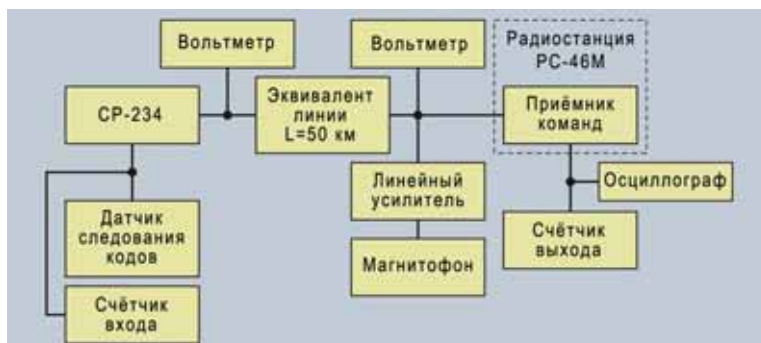 Вольтметр
Вольтметр
Радиостанция
РС-46М
СР-234
Эквивалент
линии
L=50 км
Приёмник
команд
Линейный
усилитель
Осциллограф
Датчик
следования
кодов
Счётчик
выхода
Магнитофон
Счётчик
входа